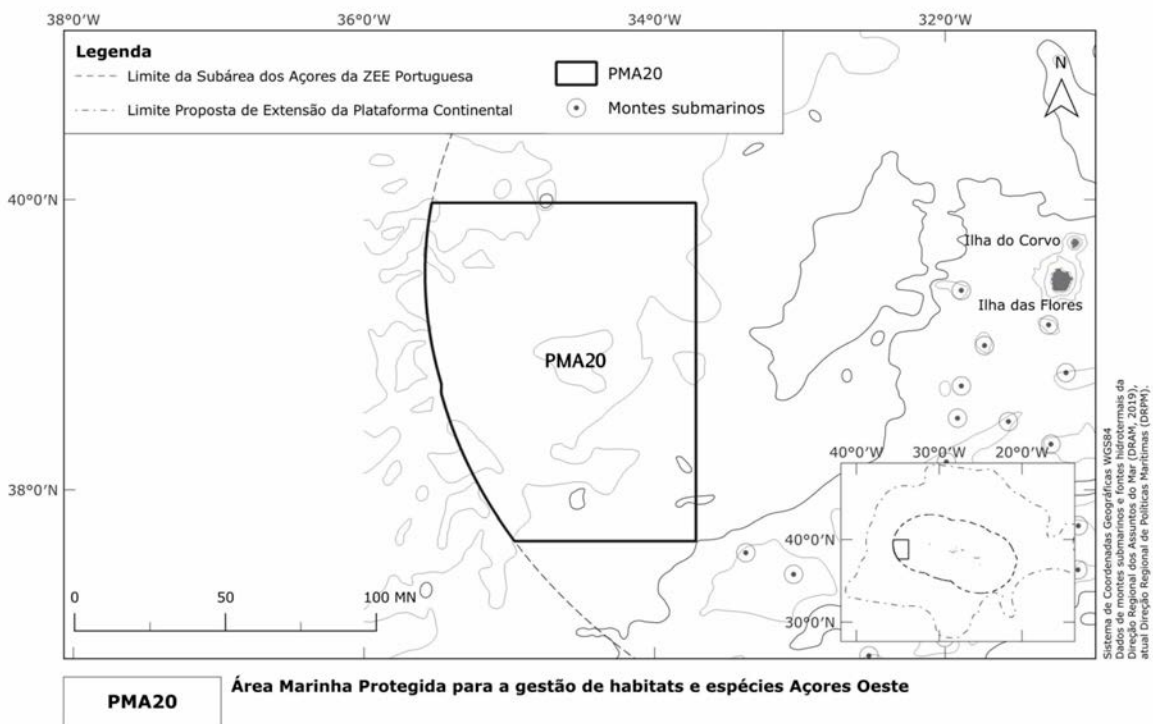 38°0'W 36°0'W 34°0'W 32°0'W
Legenda
Limite da Subárea dos Açores da ZEE Portuguesa
Limite Proposta de Extensão da Plataforma Continental
PMA20
Montes submarinos
N
40°0'N
Ilha do Corvo
Ilha das Flores
PMA20
38°0'N
40°0'W 30°0'W 20°0'W
40°0'N
30°0'N
0 50 100 MN
Sistema de Coordenadas Geográficas WGS84
Dados de montes submarinos e fontes hidrotermais da
Direção Regional dos Assuntos do Mar (DRAM, 2019),
atual Direção Regional de Políticas Marítimas (DRPM).
PMA20
Área Marinha Protegida para a gestão de habitats e espécies Açores Oeste